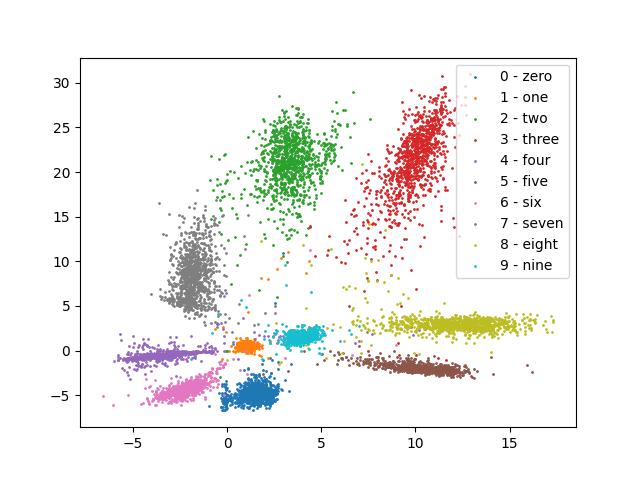 30
25
20
15
10
5
0
−5
−5
0
5
10
15
0 - zero
1 - one
2 - two
3 - three
4 - four
5 - five
6 - six
7 - seven
8 - eight
9 - nine